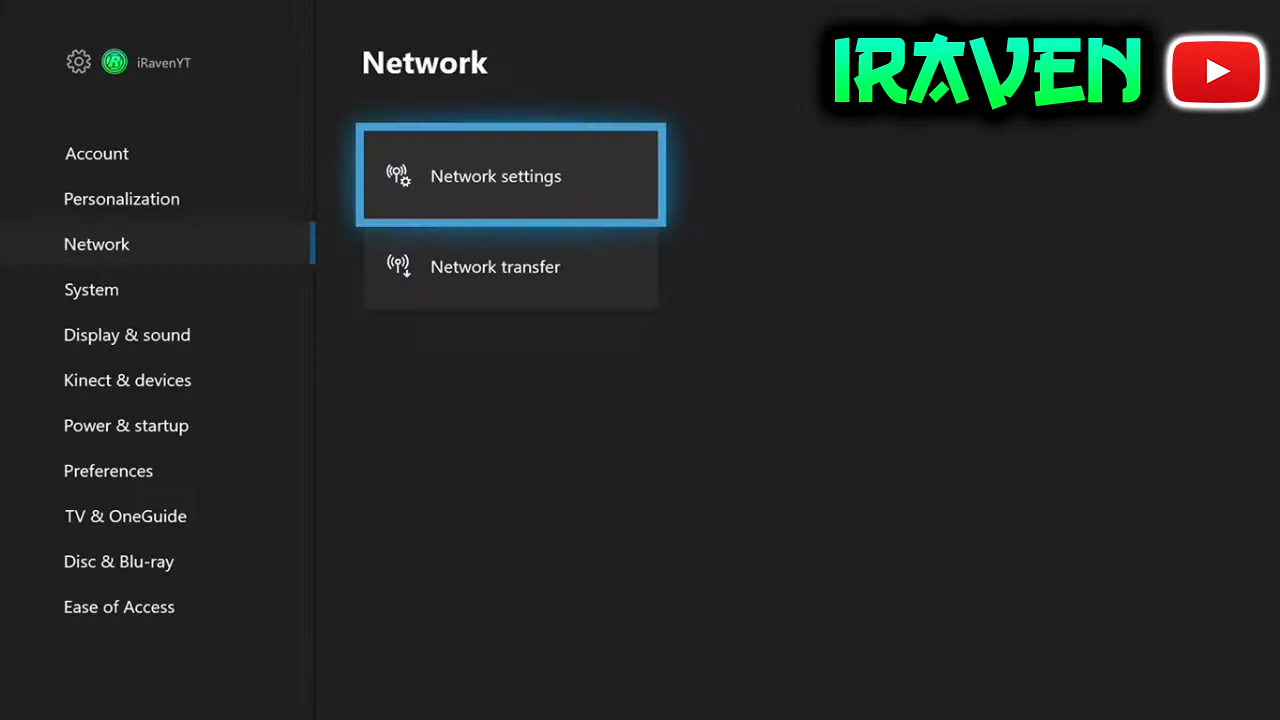 iRavenYT
Account
Personalization
Network
System
Display & sound
Kinect & devices
Power & startup
Preferences
TV & OneGuide
Disc & Blu-ray
Ease of Access
Network
Network settings
Network transfer
IRAVEN